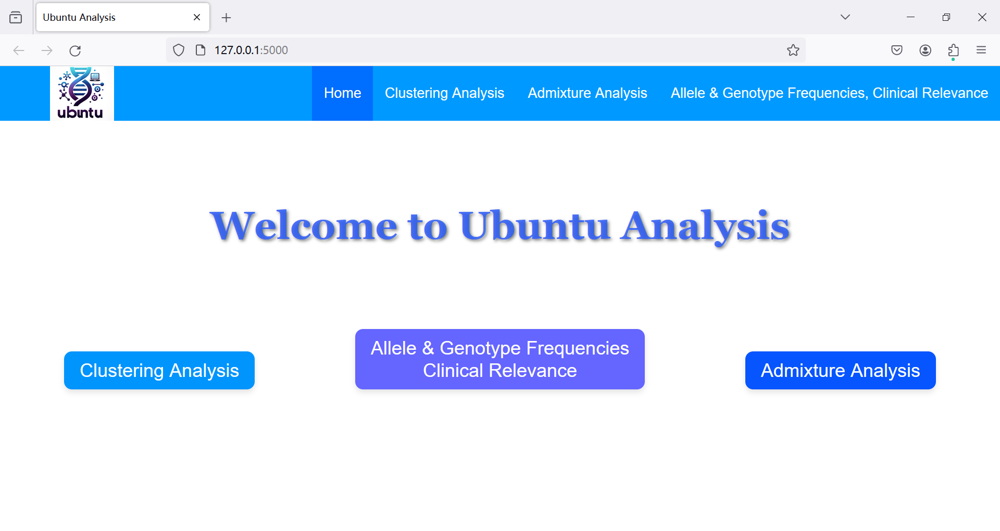 Ubuntu Analysis
127.0.0.1:5000
ubuntu
Home
Clustering Analysis
Admixture Analysis
Allele & Genotype Frequencies, Clinical Relevance
Welcome to Ubuntu Analysis
Clustering Analysis
Allele & Genotype Frequencies
Clinical Relevance
Admixture Analysis